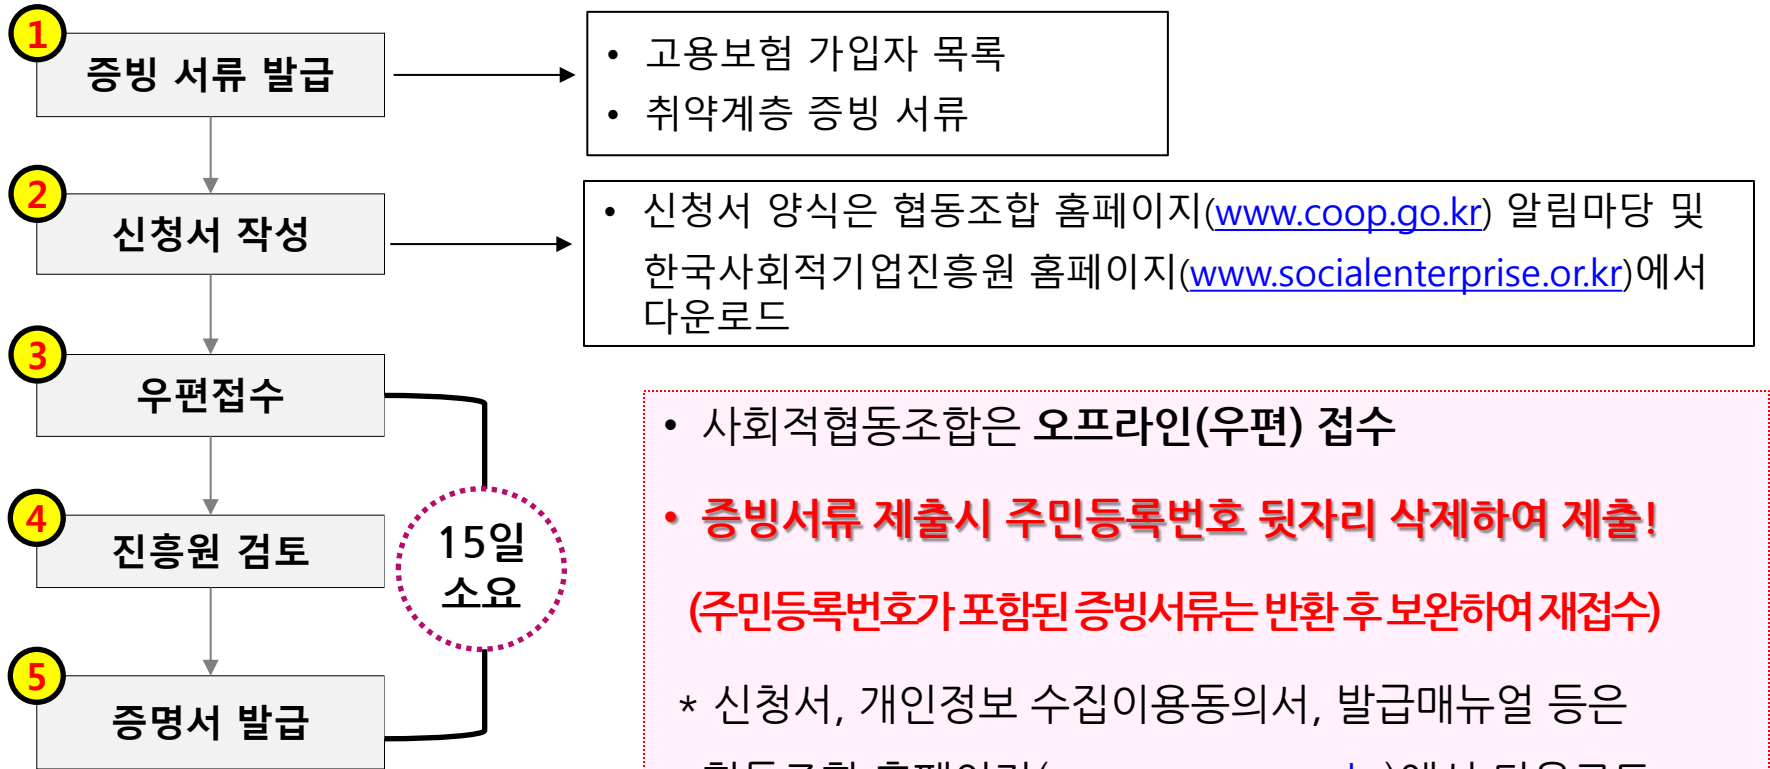 1
증빙 서류 발급
• 고용보험 가입자 목록
• 취약계층 증빙 서류
2
신청서 작성
• 신청서 양식은 협동조합 홈페이지(www.coop.go.kr) 알림마당 및
한국사회적기업진흥원 홈페이지(www.socialenterprise.or.kr)에서
다운로드
3
우편접수
4
진흥원 검토
5
증명서 발급
15일
소요
• 사회적협동조합은 오프라인(우편) 접수
• 증빙서류 제출시 주민등록번호 뒷자리 삭제하여 제출!
(주민등록번호가 포함된 증빙서류는 반환 후 보완하여 재접수)
* 신청서, 개인정보 수집이용동의서, 발급매뉴얼 등은